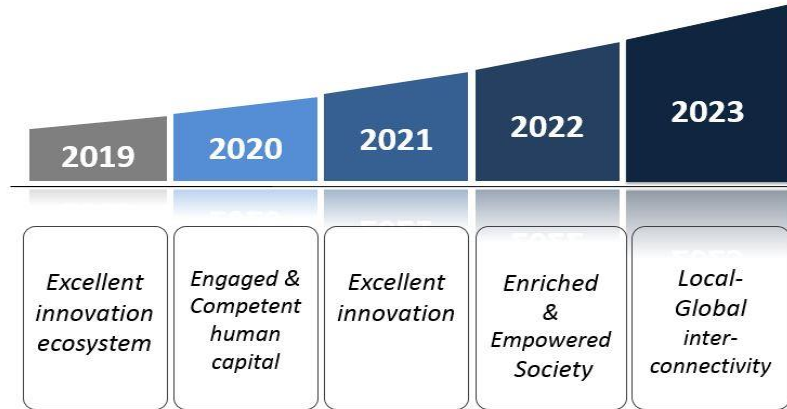 2019
2020
2021
2022
2023
Excellent
innovation
ecosystem
Engaged &
Competent
human
capital
Excellent
innovation
Enriched
&
Empowered
Society
Local-
Global
inter-
connectivity